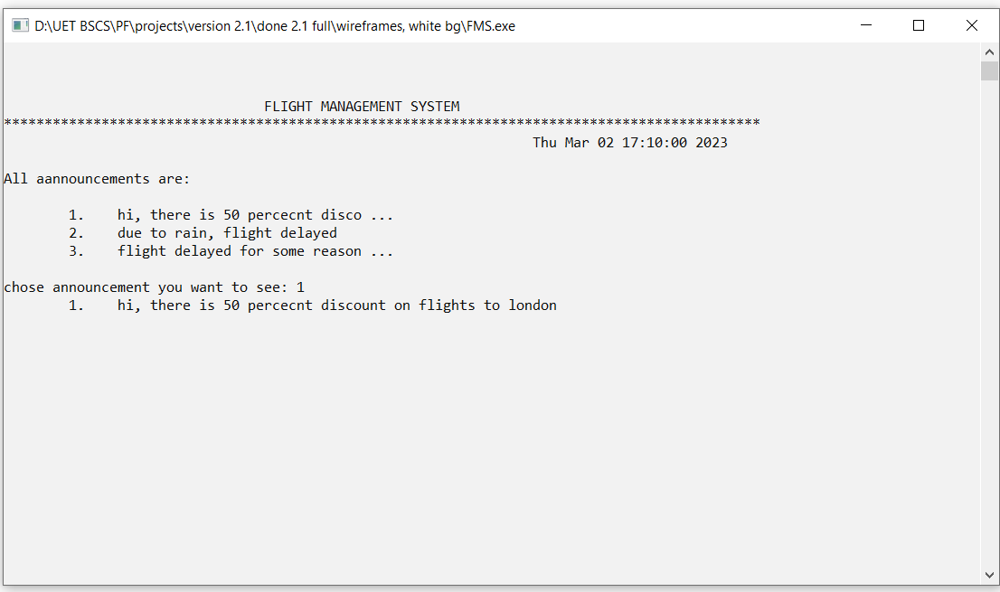 D:\UET BSCS\PF\projects\version 2.1\done 2.1 full\wireframes, white bg\FMS.exe
FLIGHT MANAGEMENT SYSTEM
*********************************************************************************************
Thu Mar 02 17:10:00 2023
All aannouncements are:
1. hi, there is 50 percecnt disco ...
2. due to rain, flight delayed
3. flight delayed for some reason ...
chose announcement you want to see: 1
1. hi, there is 50 percecnt discount on flights to london